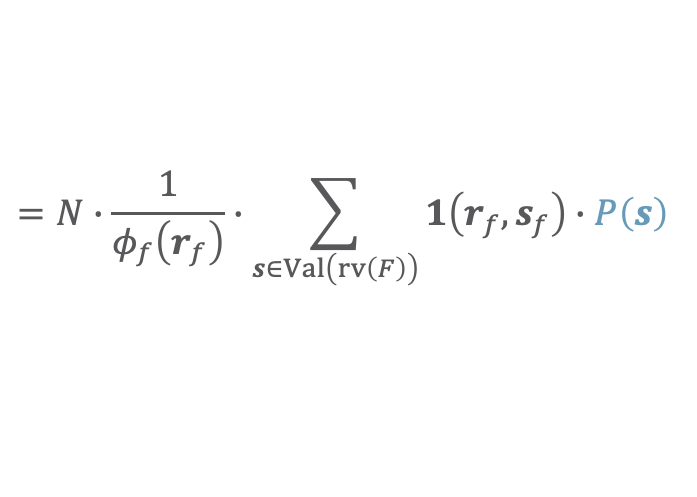 = N · 1/ϕ_f(r_f) · ∑_{s∈Val(rv(F))} 1(r_f, s_f) · P(s)